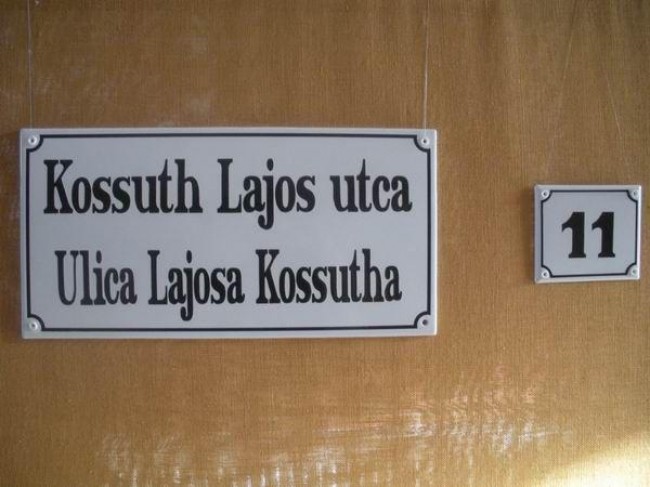 Kossuth Lajos utca
Ulica Lajosa Kossutha
11